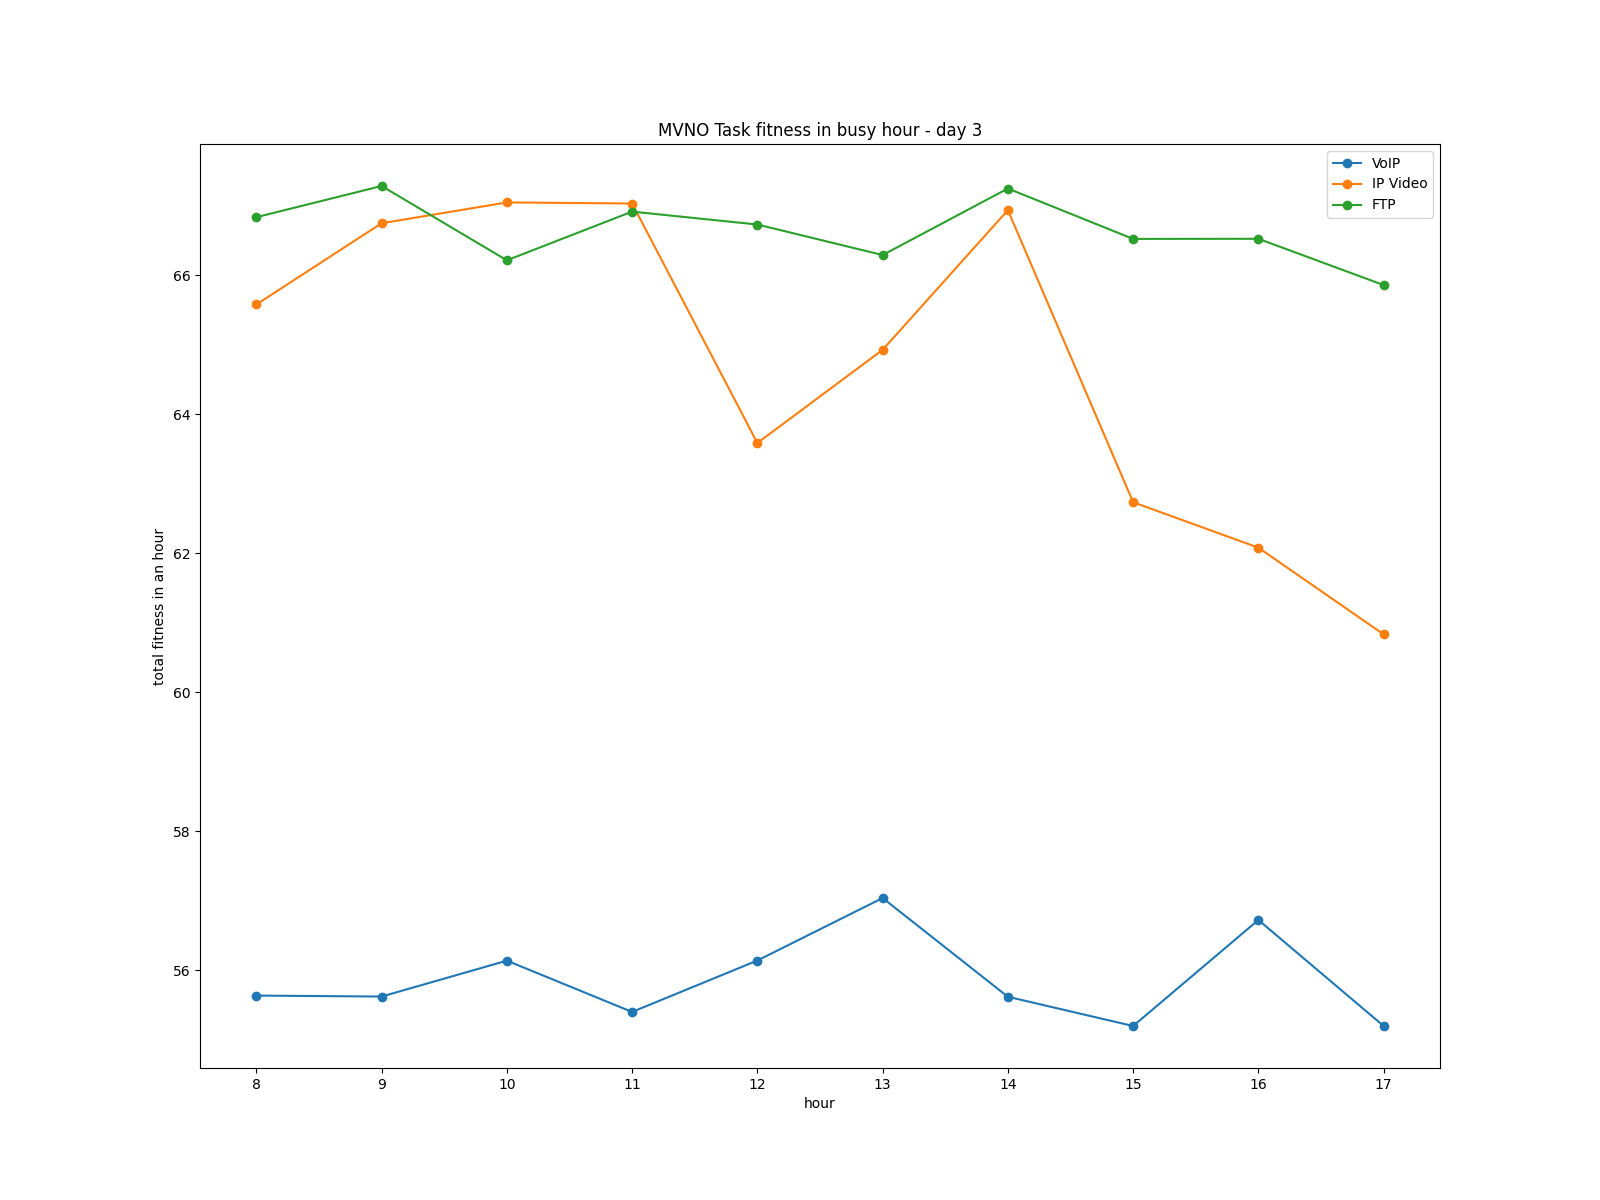 MVNO Task fitness in busy hour - day 3
VoIP
IP Video
FTP
66
64
62
60
58
56
total fitness in an hour
8 9 10 11 12 13 14 15 16 17
hour